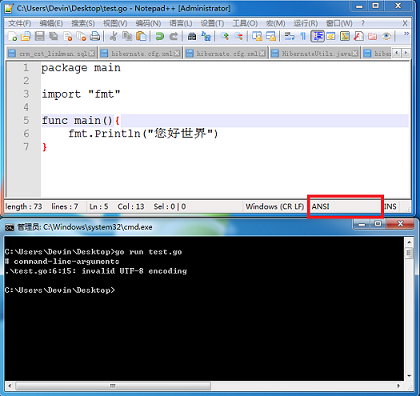 C:\Users\Devin\Desktop\test.go - Notepad++ [Administrator]
文件(F) 编辑(E) 搜索(S) 视图(V) 编码(N) 语言(L) 设置(T) 工具(O) 宏(M) 运行(R) 窗口(W) ?
crm_cst_linkman.sql hibernate.cfg.xml hibernate.cfg.xml HibernateUtils.java
1 package main
2
3 import "fmt"
4
5 func main(){
6 fmt.Println("您好世界")
7 }
length : 73 lines : 7 Ln : 5 Col : 13 Sel : 0 | 0 Windows (CR LF) ANSI INS
管理员: C:\Windows\system32\cmd.exe
C:\Users\Devin\Desktop>go run test.go
# command-line-arguments
.\test.go:6:15: invalid UTF-8 encoding
C:\Users\Devin\Desktop>